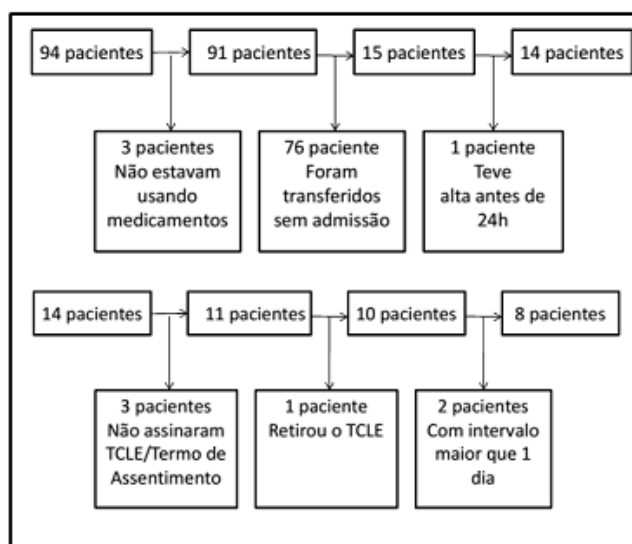 94 pacientes
91 pacientes
15 pacientes
14 pacientes
3 pacientes
Não estavam
usando
medicamentos
76 paciente
Foram
transferidos
sem admissão
1 paciente
Teve
alta antes de
24h
14 pacientes
11 pacientes
10 pacientes
8 pacientes
3 pacientes
Não assinaram
TCLE/Termo de
Assentimento
1 paciente
Retirou o TCLE
2 pacientes
Com intervalo
maior que 1
dia